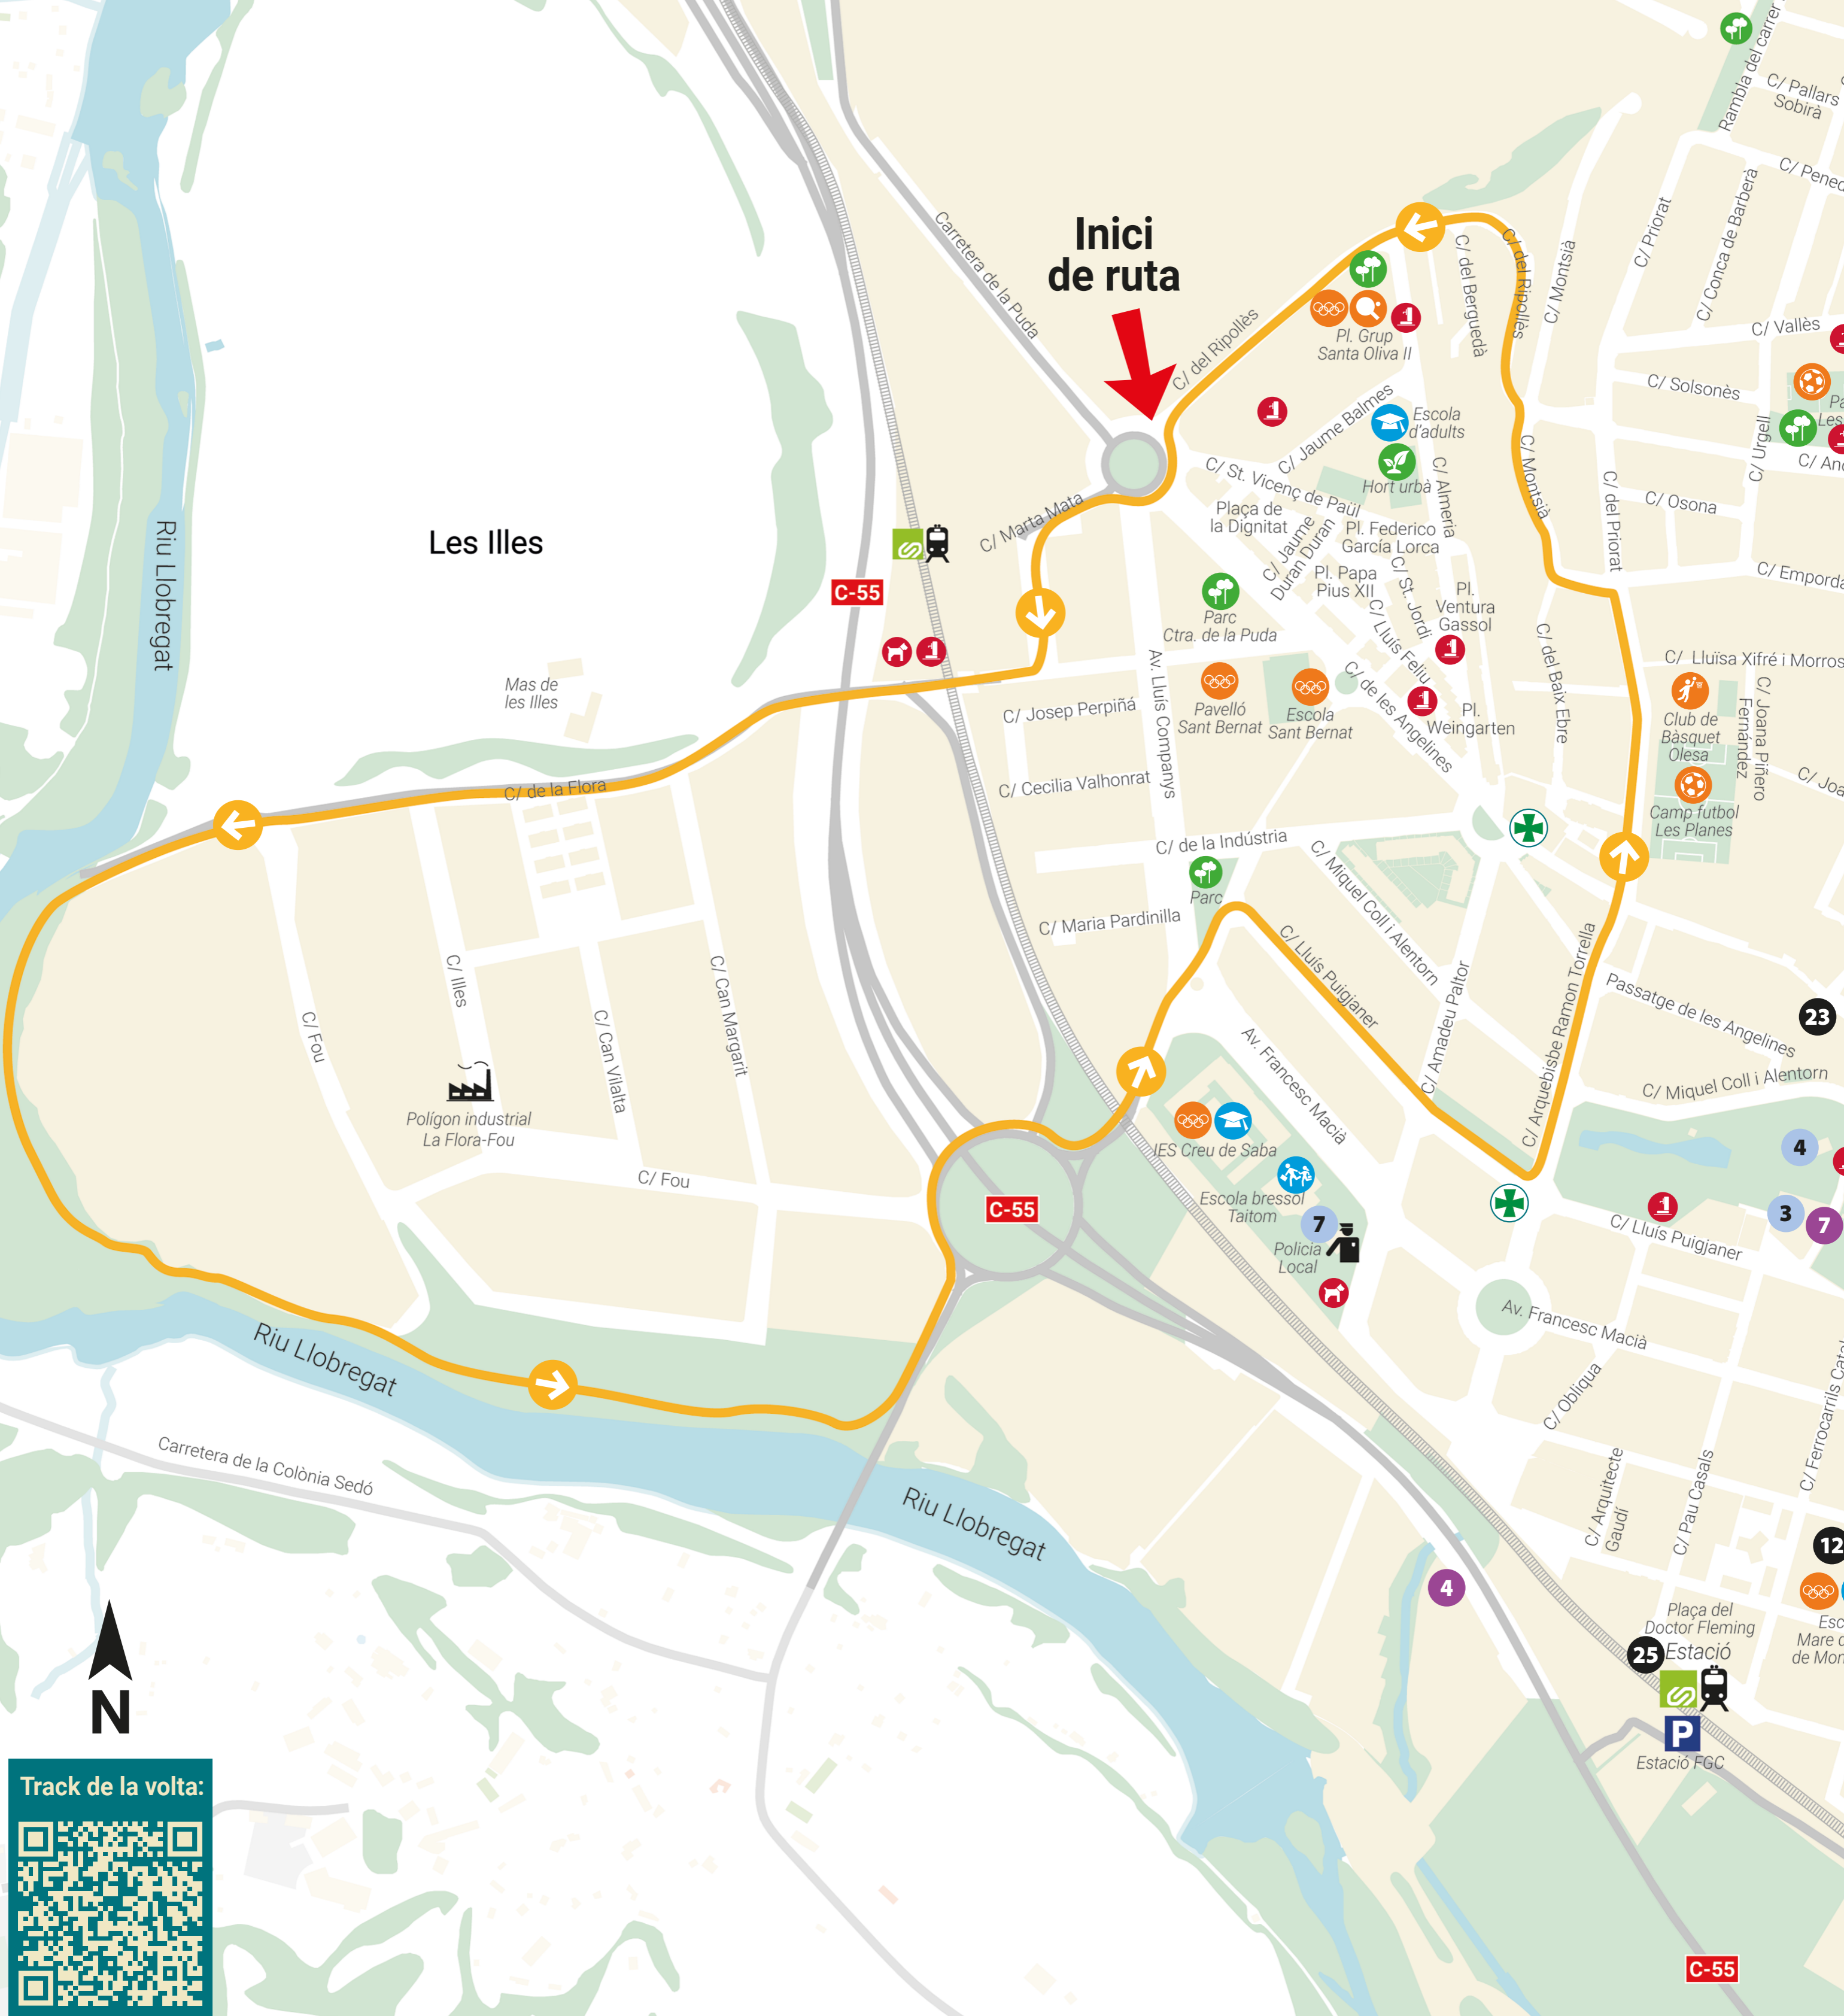 Rambla del carrer
C/ Pallars
Sobirà
C/ Priorat
C/ Conca de Barberà
Inici
de ruta
Carretera de la Puda
C/ del Ripollès
C/ del Ripollès
C/ del Berguedà
C/ Montsià
C/ Vallès
Pl. Grup
Santa Oliva II
C/ Solsonès
C/ Jaume Balmes
Escola
d'adults
C/ Urgell
C/ St. Vicenç de Paül
Hort urbà
C/ Almeria
C/ Montsià
C/ del Priorat
C/ Osona
Plaça de
la Dignitat
C/ Marta Mata
Riu Llobregat
Les Illes
C/ Jaume
Duran Duran
Pl. Federico
García Lorca
Pl. Papa
Pius XII
C/ St. Jordi
C-55
Pl.
Ventura
Gassol
Parc
Ctra. de la Puda
C/ Lluís Feliu
C/ del Baix Ebre
C/ Lluïsa Xifré i Morros
Mas de
les Illes
Av. Lluís Companys
C/ de les Angelines
C/ Josep Perpiñá
Pavelló
Sant Bernat
Escola
Sant Bernat
Pl.
Weingarten
Club de
Bàsquet
Olesa
C/ Joana Piñero
Fernández
C/ de la Flora
C/ Cecilia Valhonrat
Camp futbol
Les Planes
C/ de la Indústria
C/ Miquel Coll i Alentorn
Parc
C/ Maria Pardinilla
C/ Lluís Puigjaner
C/ Amadeu Paltor
C/ Arquebisbe Ramon Torrella
Passatge de les Angelines
23
C/ Fou
C/ Illes
C/ Can Vilalta
C/ Can Margarit
Av. Francesc Macià
C/ Miquel Coll i Alentorn
Polígon industrial
La Flora-Fou
IES Creu de Saba
4
C/ Fou
C-55
Escola bressol
Taitom
7
3
7
C/ Lluís Puigjaner
Policia
Local
Av. Francesc Macià
Riu Llobregat
C/ Obliqua
Carretera de la Colònia Sedó
C/ Arquitecte
Gaudí
C/ Pau Casals
Riu Llobregat
12
4
Plaça del
Doctor Fleming
25
Estació
N
P
Estació FGC
Track de la volta:
C-55